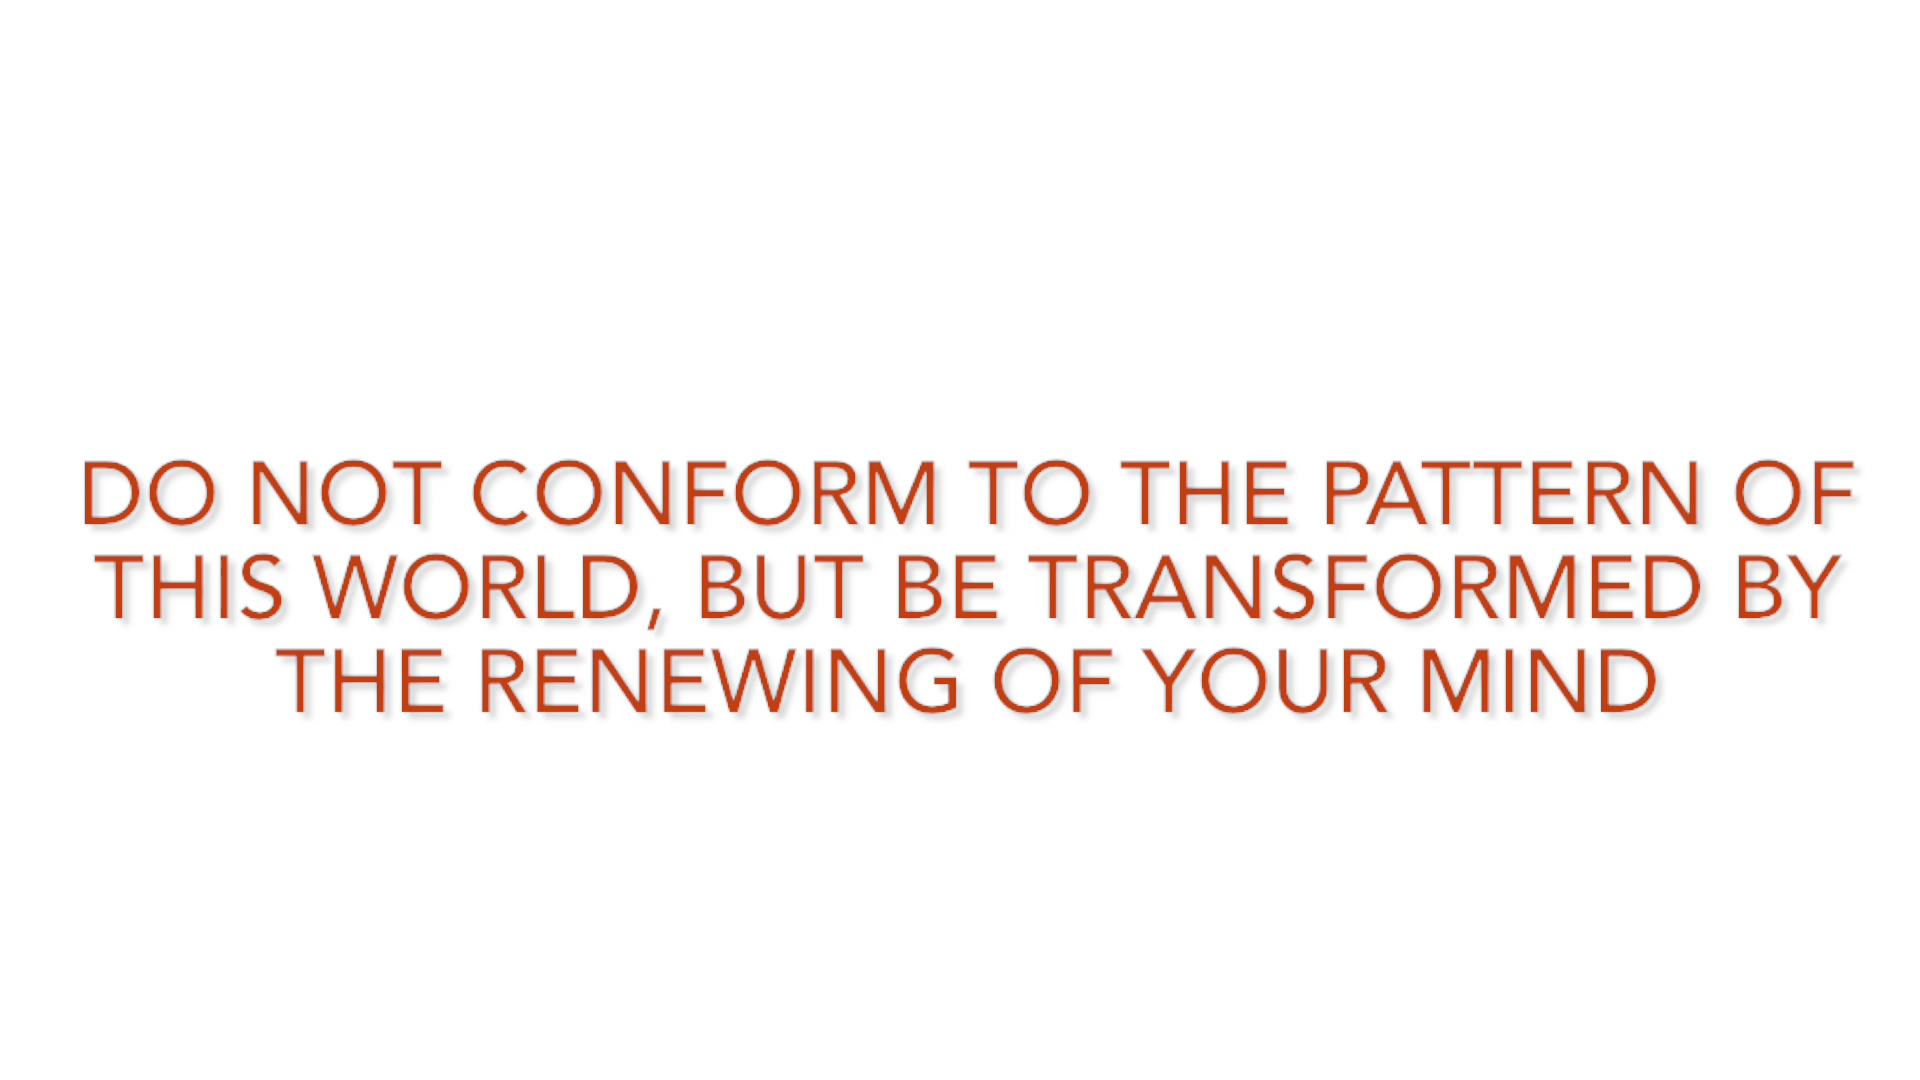 DO NOT CONFORM TO THE PATTERN OF
THIS WORLD, BUT BE TRANSFORMED BY
THE RENEWING OF YOUR MIND